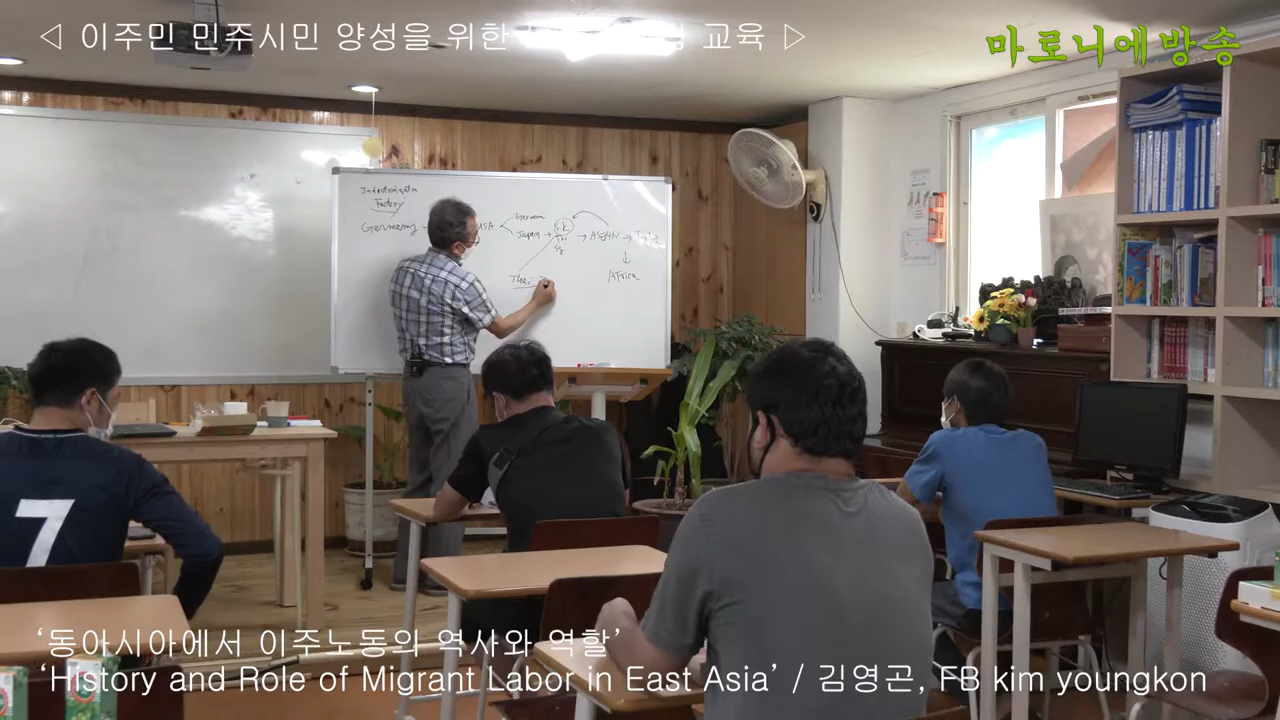 ◁ 이주민 민주시민 양성을 위한 교육 ▷
마로니에방송
Factory
Germany
USA
German
Japan → S.K → ASEAN →
Africa
7
‘동아시아에서 이주노동의 역사와 역할’
‘History and Role of Migrant Labor in East Asia’ / 김영곤, FB kim youngkon